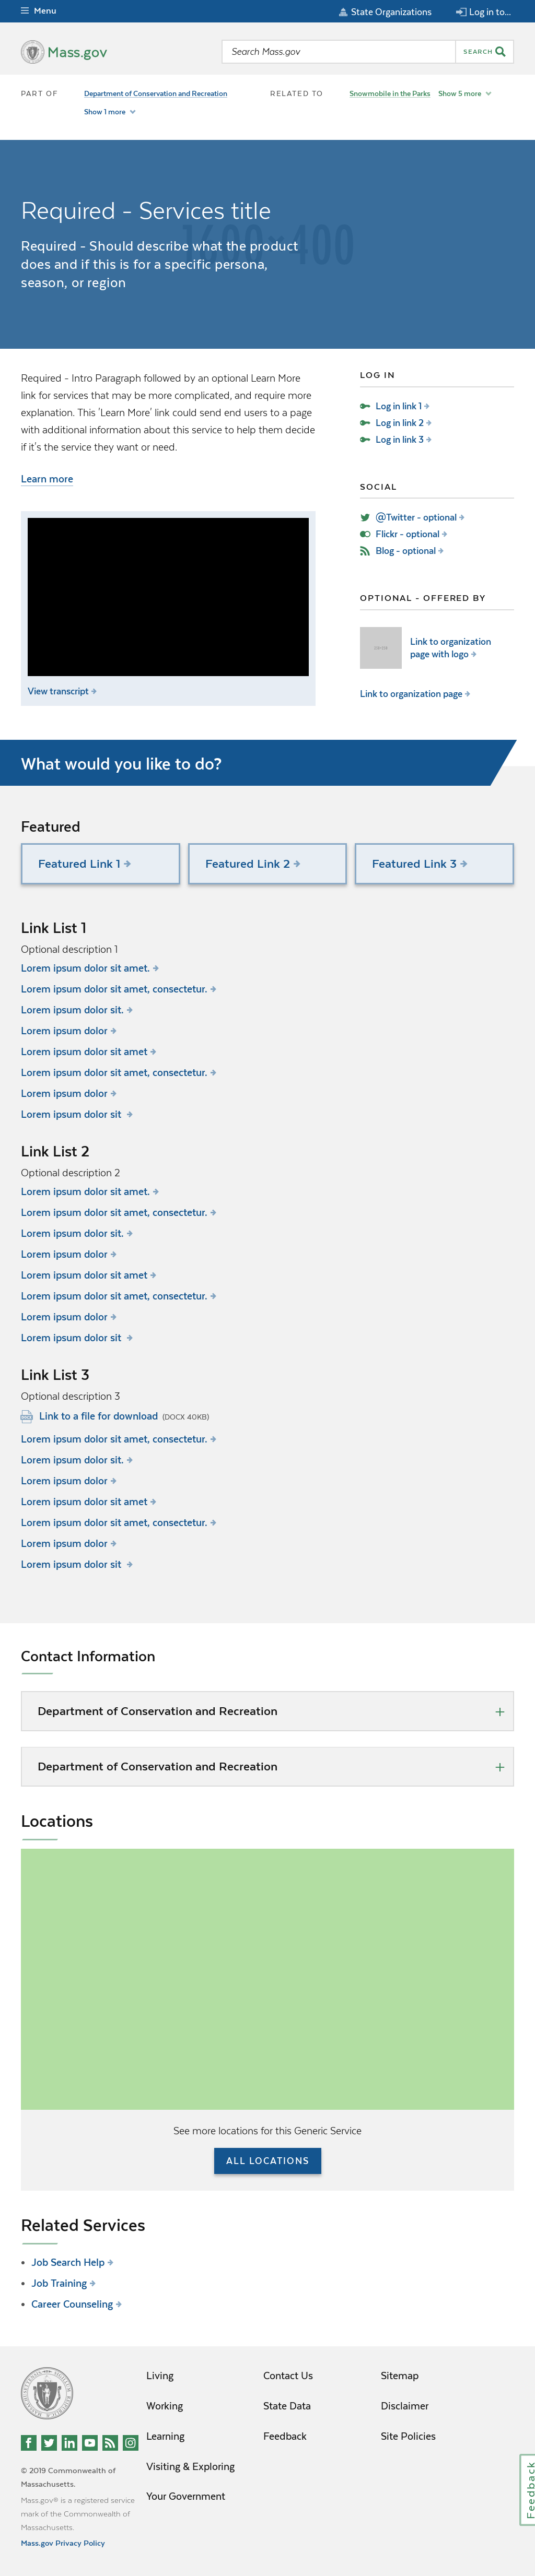 Menu
State Organizations
Log in to...
Mass.gov
Search Mass.gov
SEARCH
PART OF
Department of Conservation and Recreation
Show 1 more
RELATED TO
Snowmobile in the Parks
Show 5 more
Required - Services title
1600×400
Required - Should describe what the product
does and if this is for a specific persona,
season, or region
Required - Intro Paragraph followed by an optional Learn More
link for services that may be more complicated, and require more
explanation. This 'Learn More' link could send end users to a page
with additional information about this service to help them decide
if it's the service they want or need.
Learn more
View transcript
LOG IN
Log in link 1
Log in link 2
Log in link 3
SOCIAL
@Twitter - optional
Flickr - optional
Blog - optional
OPTIONAL - OFFERED BY
Link to organization
page with logo
Link to organization page
What would you like to do?
Featured
Featured Link 1
Featured Link 2
Featured Link 3
Link List 1
Optional description 1
Lorem ipsum dolor sit amet.
Lorem ipsum dolor sit amet, consectetur.
Lorem ipsum dolor sit.
Lorem ipsum dolor
Lorem ipsum dolor sit amet
Lorem ipsum dolor sit amet, consectetur.
Lorem ipsum dolor
Lorem ipsum dolor sit
Link List 2
Optional description 2
Lorem ipsum dolor sit amet.
Lorem ipsum dolor sit amet, consectetur.
Lorem ipsum dolor sit.
Lorem ipsum dolor
Lorem ipsum dolor sit amet
Lorem ipsum dolor sit amet, consectetur.
Lorem ipsum dolor
Lorem ipsum dolor sit
Link List 3
Optional description 3
Link to a file for download (DOCX 40KB)
Lorem ipsum dolor sit amet, consectetur.
Lorem ipsum dolor sit.
Lorem ipsum dolor
Lorem ipsum dolor sit amet
Lorem ipsum dolor sit amet, consectetur.
Lorem ipsum dolor
Lorem ipsum dolor sit
Contact Information
Department of Conservation and Recreation
Department of Conservation and Recreation
Locations
See more locations for this Generic Service
ALL LOCATIONS
Related Services
Job Search Help
Job Training
Career Counseling
Living
Working
Learning
Visiting & Exploring
Your Government
Contact Us
State Data
Feedback
Sitemap
Disclaimer
Site Policies
© 2019 Commonwealth of
Massachusetts.
Mass.gov® is a registered service
mark of the Commonwealth of
Massachusetts.
Mass.gov Privacy Policy
Feedback